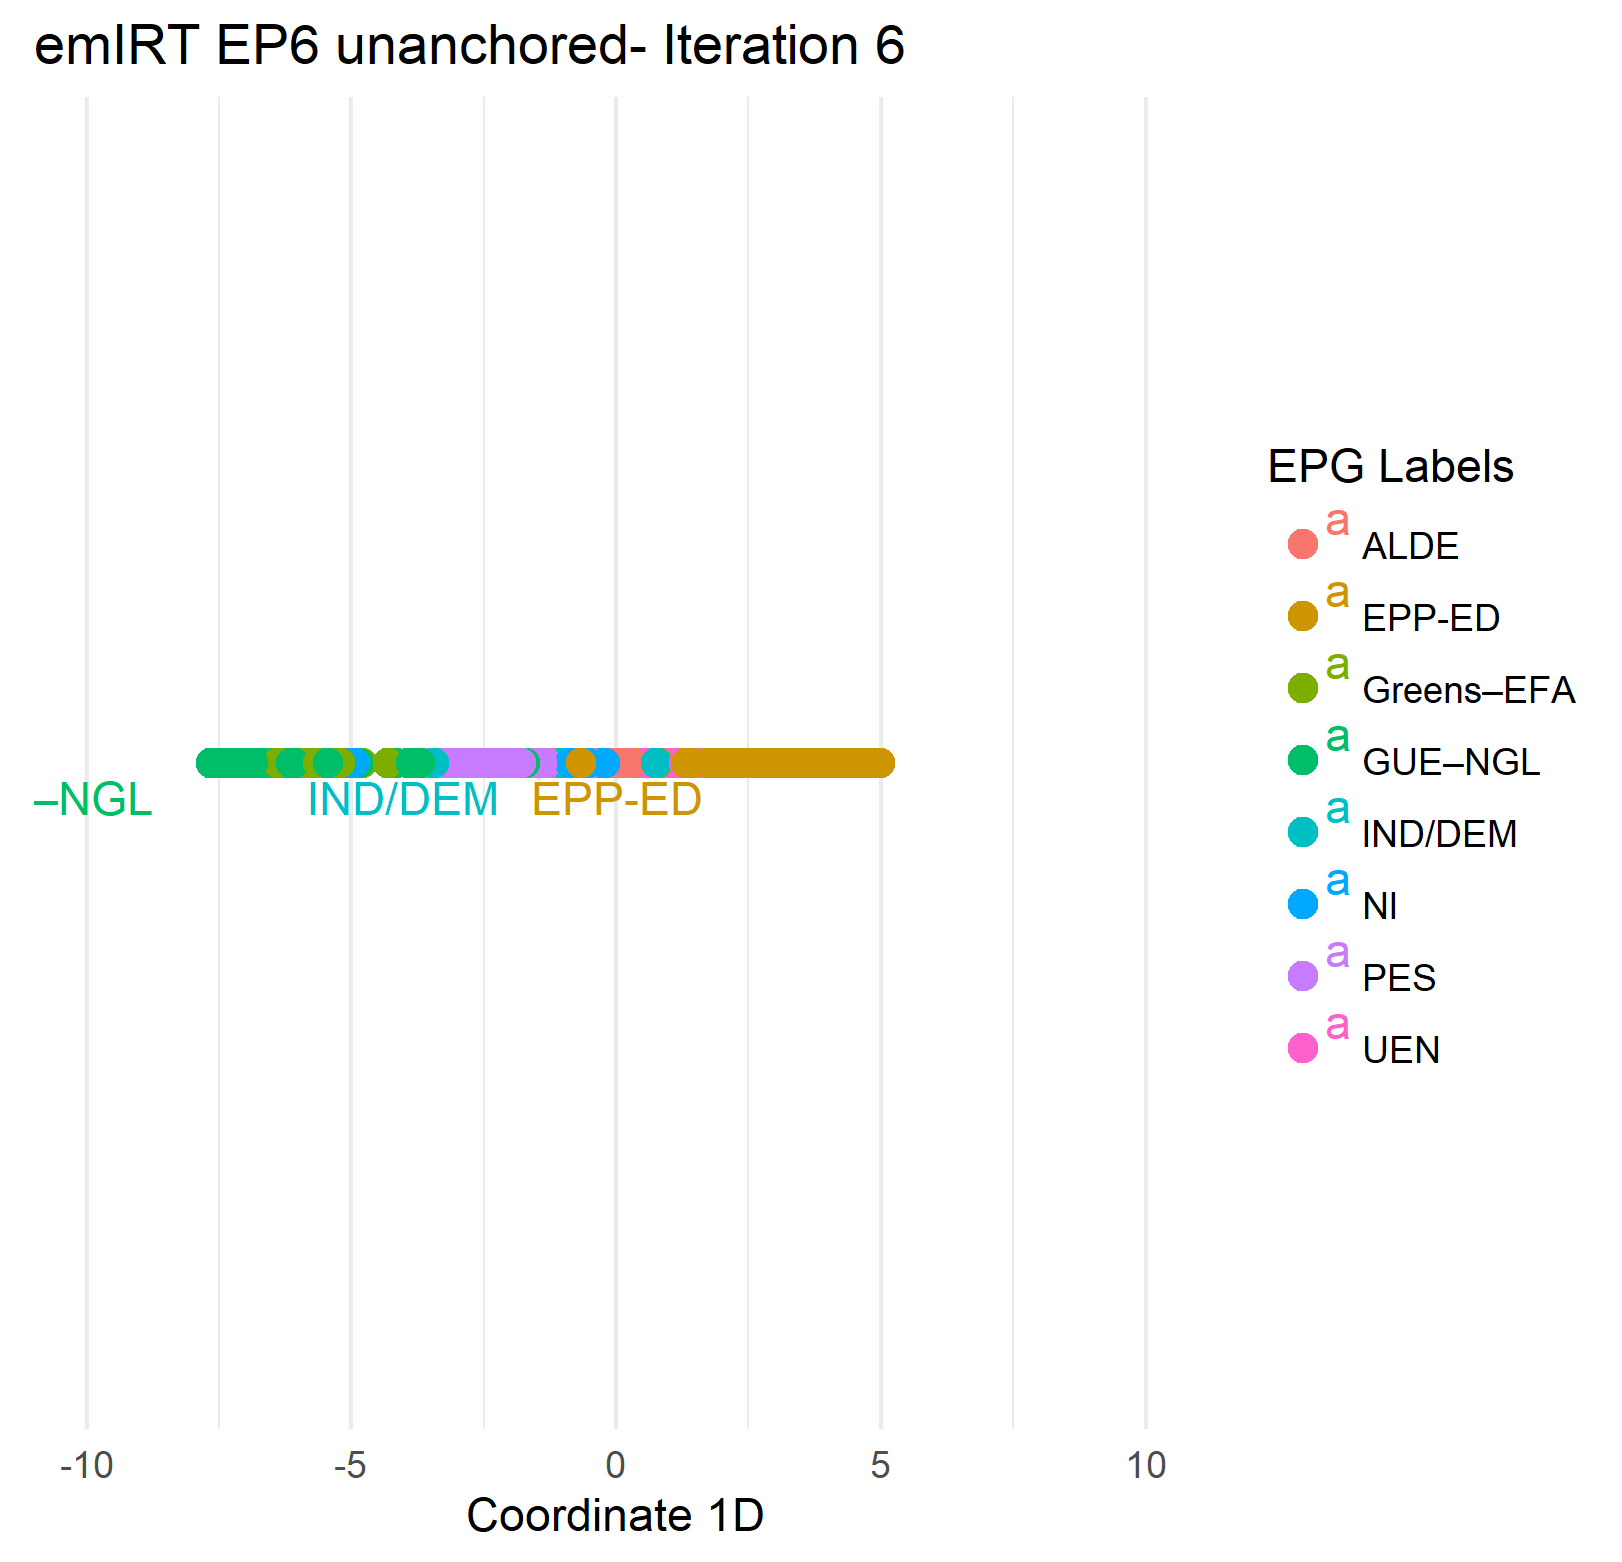 emIRT EP6 unanchored- Iteration 6
EPG Labels
a ALDE
a EPP-ED
a Greens–EFA
a GUE–NGL
a IND/DEM
a NI
a PES
a UEN
–NGL IND/DEM EPP-ED
-10 -5 0 5 10
Coordinate 1D